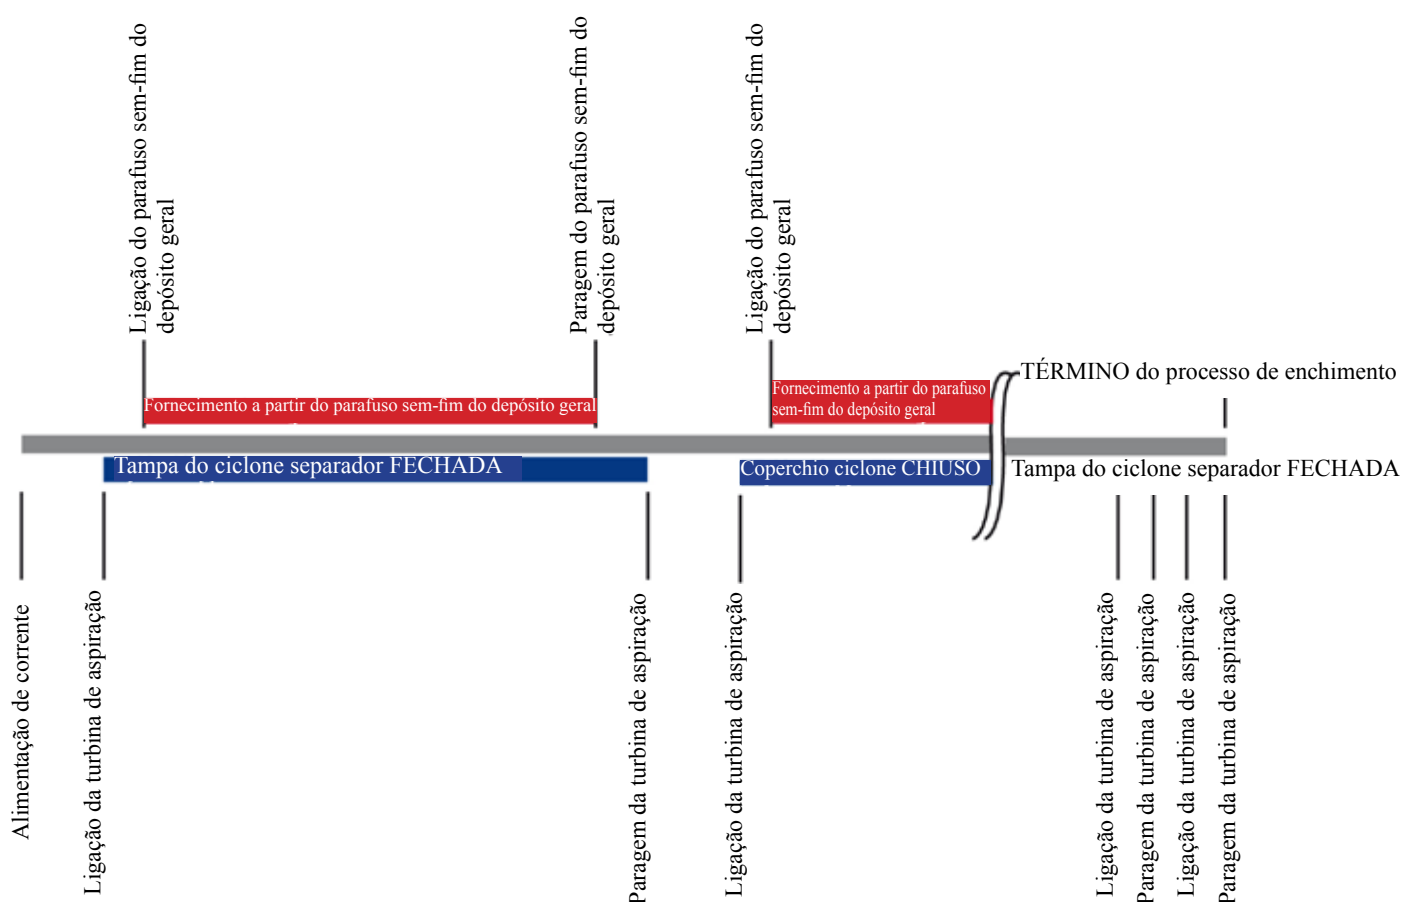 Ligação do parafuso sem-fim do
depósito geral
Paragem do parafuso sem-fim do
depósito geral
Ligação do parafuso sem-fim do
depósito geral
TÉRMINO do processo de enchimento
Fornecimento a partir do parafuso sem-fim do depósito geral
Fornecimento a partir do parafuso
sem-fim do depósito geral
Tampa do ciclone separador FECHADA
Coperchio ciclone CHIUSO
Tampa do ciclone separador FECHADA
Alimentação de corrente
Ligação da turbina de aspiração
Paragem da turbina de aspiração
Ligação da turbina de aspiração
Ligação da turbina de aspiração
Paragem da turbina de aspiração
Ligação da turbina de aspiração
Paragem da turbina de aspiração